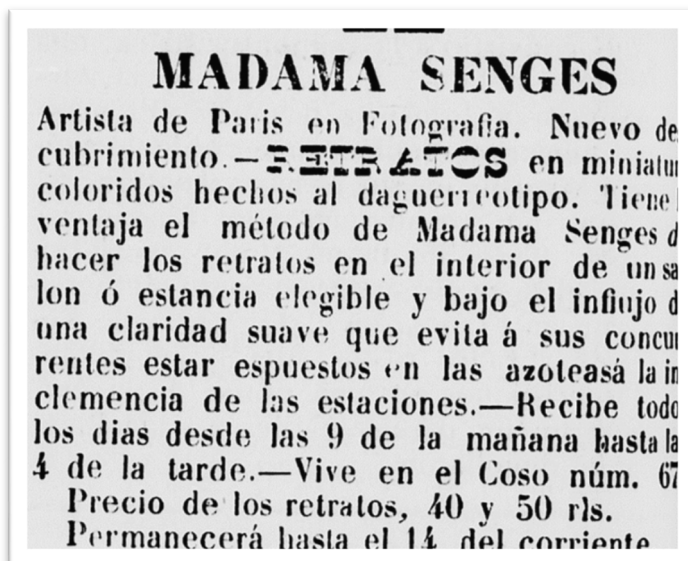 MADAMA SENGES
Artista de Paris en Fotografia. Nuevo de
cubrimiento.—RETRATOS en miniatur
coloridos hechos al daguerreotipo. Tiene l
ventaja el método de Madama Senges d
hacer los retratos en el interior de un sa
lon ó estancia elegible y bajo el influjo d
una claridad suave que evita á sus concur
rentes estar espuestos en las azoteasá la in
clemencia de las estaciones.—Recibe todo
los dias desde las 9 de la mañana hasta la
4 de la tarde.—Vive en el Coso núm. 67
Precio de los retratos, 40 y 50 rls.
Permanecerá hasta el 14 del corriente